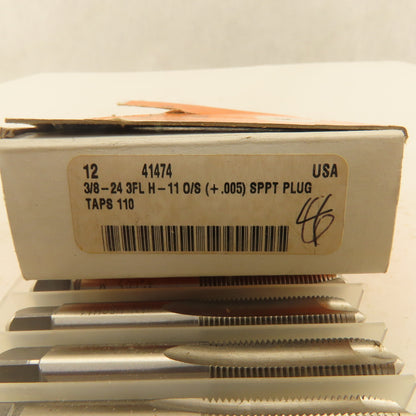 12 41474 USA
3/8-24 3FL H-11 O/S (+.005) SPPT PLUG
TAPS 110
46